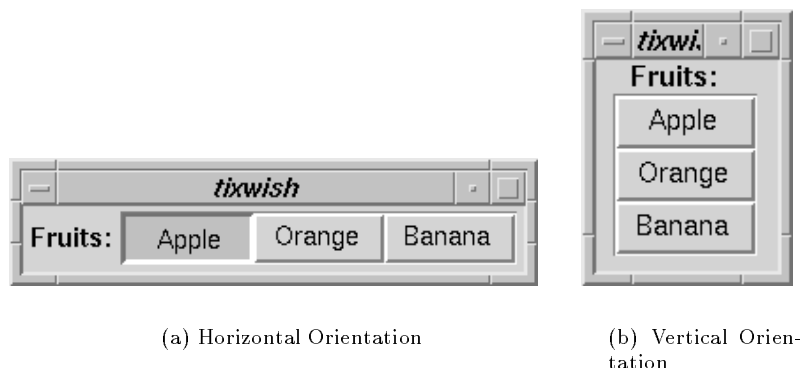 tixwish
Fruits: Apple Orange Banana
(a) Horizontal Orientation
tixwi
Fruits:
Apple
Orange
Banana
(b) Vertical Orien-
tation